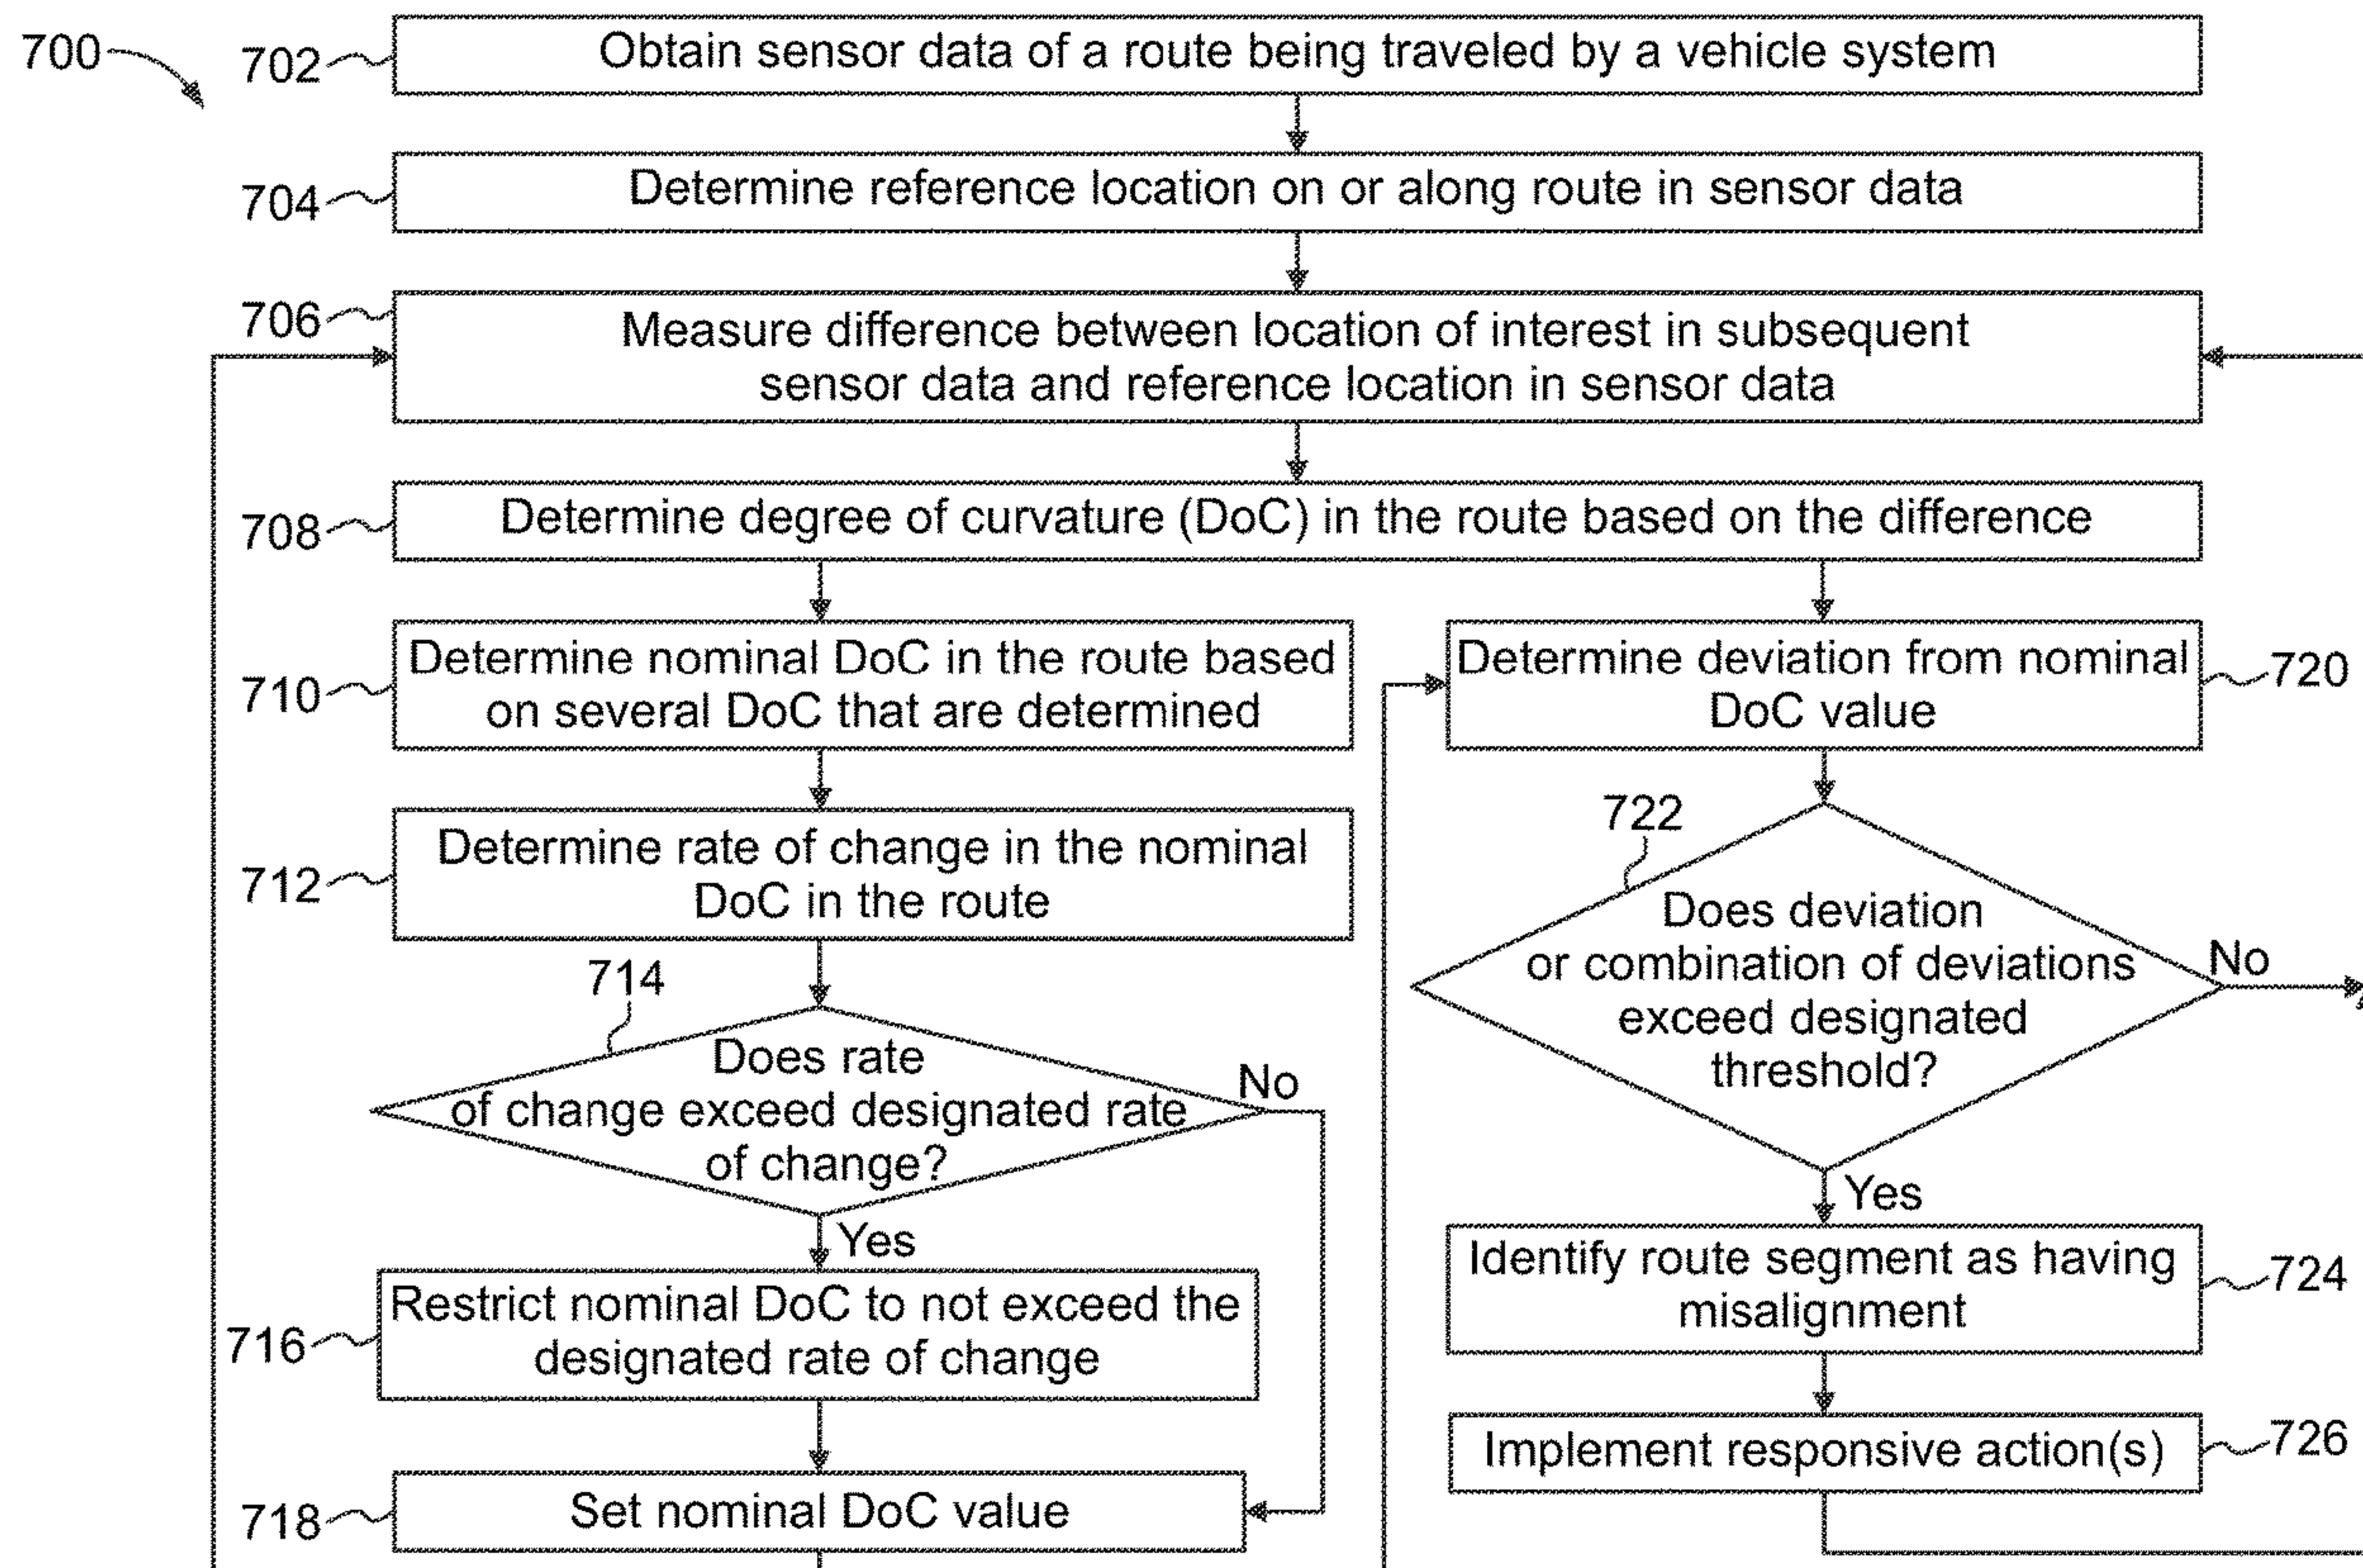 700
702
Obtain sensor data of a route being traveled by a vehicle system
704
Determine reference location on or along route in sensor data
706
Measure difference between location of interest in subsequent
sensor data and reference location in sensor data
708
Determine degree of curvature (DoC) in the route based on the difference
710
Determine nominal DoC in the route based
on several DoC that are determined
712
Determine rate of change in the nominal
DoC in the route
714
Does rate
of change exceed designated rate
of change?
No
Yes
716
Restrict nominal DoC to not exceed the
designated rate of change
718
Set nominal DoC value
Determine deviation from nominal
DoC value
720
722
Does deviation
or combination of deviations
exceed designated
threshold?
No
Yes
Identify route segment as having
misalignment
724
Implement responsive action(s)
726